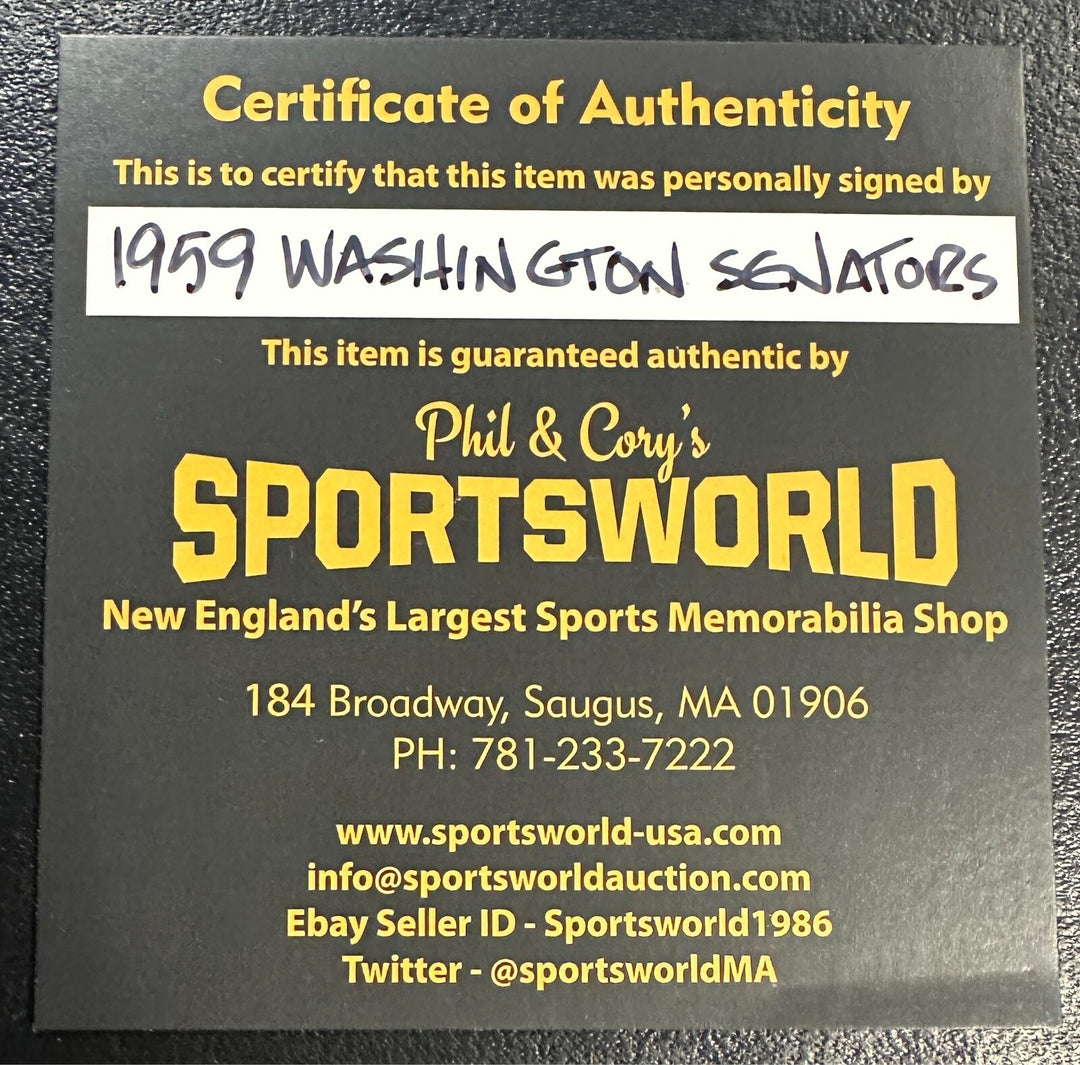 Certificate of Authenticity
This is to certify that this item was personally signed by
1959 WASHINGTON SENATORS
This item is guaranteed authentic by
Phil & Cory's
SPORTSWORLD
New England's Largest Sports Memorabilia Shop
184 Broadway, Saugus, MA 01906
PH: 781-233-7222
www.sportsworld-usa.com
info@sportsworldauction.com
Ebay Seller ID - Sportsworld1986
Twitter - @sportsworldMA